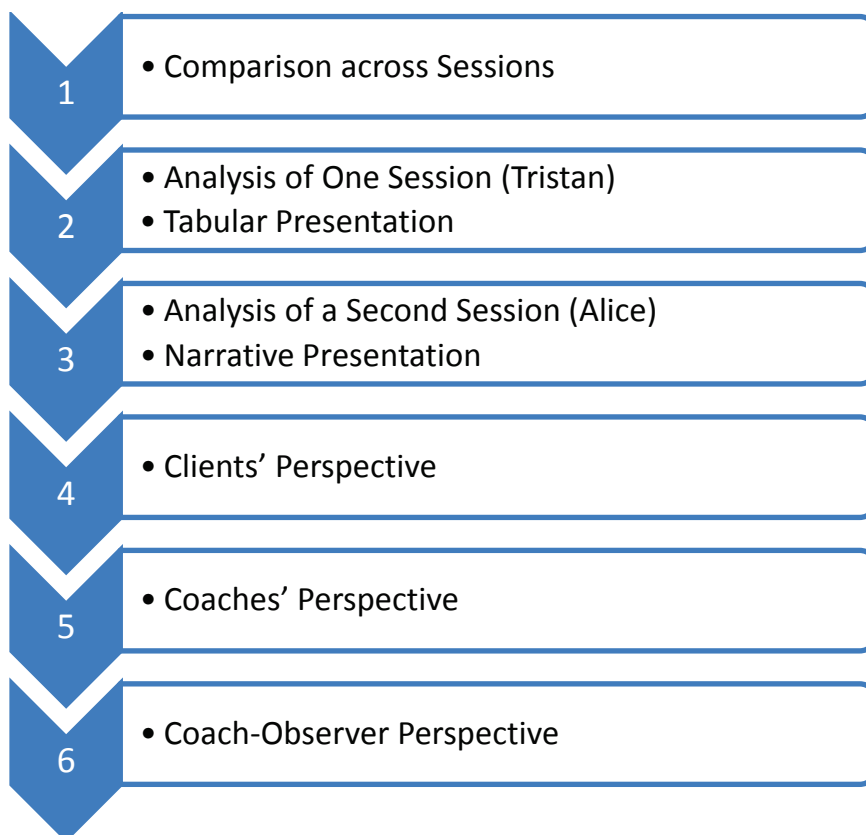 1
• Comparison across Sessions
2
• Analysis of One Session (Tristan)
• Tabular Presentation
3
• Analysis of a Second Session (Alice)
• Narrative Presentation
4
• Clients’ Perspective
5
• Coaches’ Perspective
6
• Coach-Observer Perspective